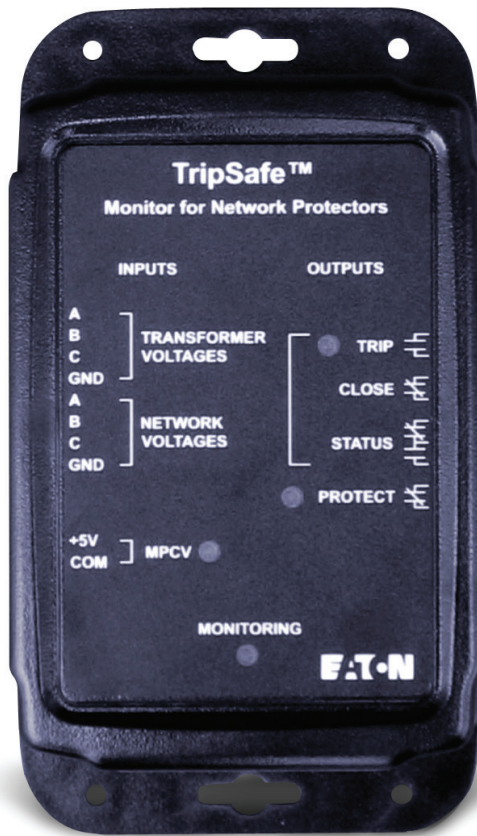 TripSafe™
Monitor for Network Protectors
INPUTS
OUTPUTS
A
B
C
GND
TRANSFORMER
VOLTAGES
A
B
C
GND
NETWORK
VOLTAGES
+5V
COM
MPCV
TRIP
CLOSE
STATUS
PROTECT
MONITORING
EATON